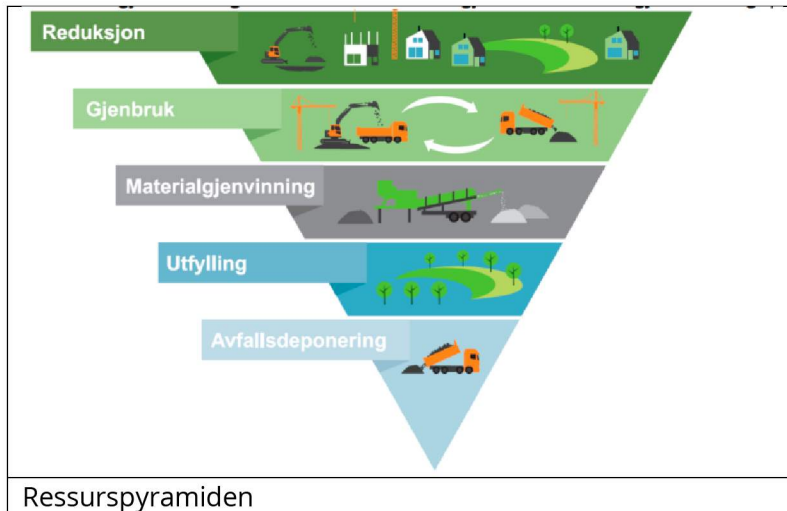 Reduksjon
Gjenbruk
Materialgjenvinning
Utfylling
Avfallsdeponering
Ressurspyramiden